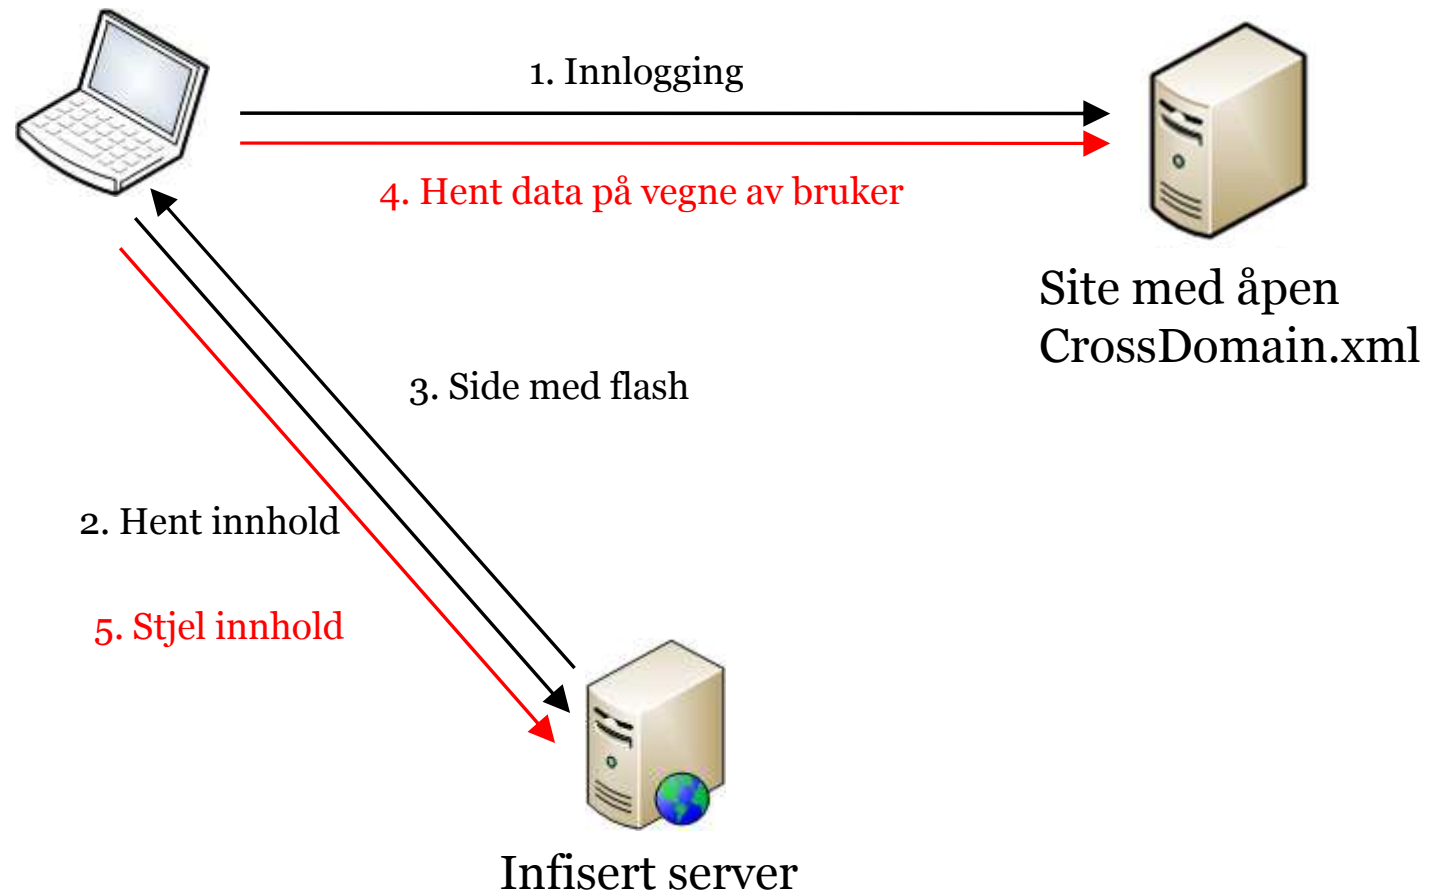 1. Innlogging
4. Hent data på vegne av bruker
Site med åpen
CrossDomain.xml
3. Side med flash
2. Hent innhold
5. Stjel innhold
Infisert server